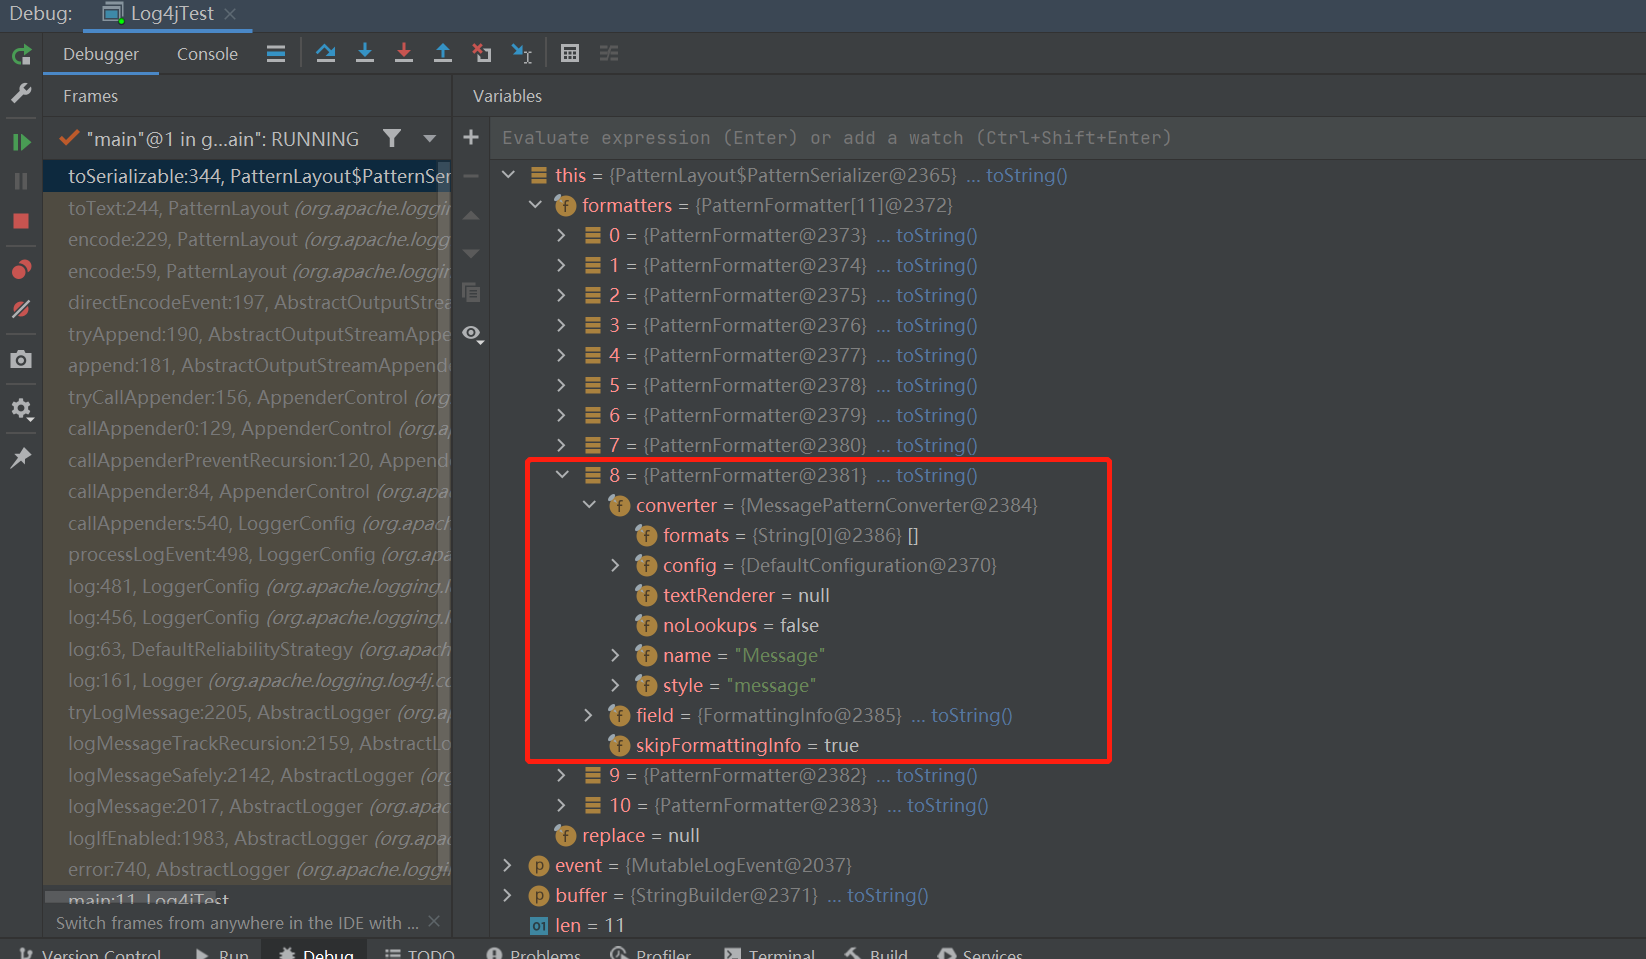 Debug: Log4jTest
Debugger Console
Frames
Variables
"main"@1 in g...ain": RUNNING
Evaluate expression (Enter) or add a watch (Ctrl+Shift+Enter)
toSerializable:344, PatternLayout$PatternSer
toText:244, PatternLayout (org.apache.loggin
encode:229, PatternLayout (org.apache.logg
encode:59, PatternLayout (org.apache.loggin
directEncodeEvent:197, AbstractOutputStrea
tryAppend:190, AbstractOutputStreamAppe
append:181, AbstractOutputStreamAppende
tryCallAppender:156, AppenderControl (org
callAppender0:129, AppenderControl (org.a
callAppenderPreventRecursion:120, Appende
callAppender:84, AppenderControl (org.apac
callAppenders:540, LoggerConfig (org.apach
processLogEvent:498, LoggerConfig (org.apa
log:481, LoggerConfig (org.apache.logging.l
log:456, LoggerConfig (org.apache.logging.l
log:63, DefaultReliabilityStrategy (org.apach
log:161, Logger (org.apache.logging.log4j.co
tryLogMessage:2205, AbstractLogger (org.a
logMessageTrackRecursion:2159, AbstractLo
logMessageSafely:2142, AbstractLogger (org
logMessage:2017, AbstractLogger (org.apac
logIfEnabled:1983, AbstractLogger (org.apac
error:740, AbstractLogger (org.apache.loggi
main:11, Log4jTest
Switch frames from anywhere in the IDE with ...
this = {PatternLayout$PatternSerializer@2365} ... toString()
formatters = {PatternFormatter[11]@2372}
0 = {PatternFormatter@2373} ... toString()
1 = {PatternFormatter@2374} ... toString()
2 = {PatternFormatter@2375} ... toString()
3 = {PatternFormatter@2376} ... toString()
4 = {PatternFormatter@2377} ... toString()
5 = {PatternFormatter@2378} ... toString()
6 = {PatternFormatter@2379} ... toString()
7 = {PatternFormatter@2380} ... toString()
8 = {PatternFormatter@2381} ... toString()
converter = {MessagePatternConverter@2384}
formats = {String[0]@2386} []
config = {DefaultConfiguration@2370}
textRenderer = null
noLookups = false
name = "Message"
style = "message"
field = {FormattingInfo@2385} ... toString()
skipFormattingInfo = true
9 = {PatternFormatter@2382} ... toString()
10 = {PatternFormatter@2383} ... toString()
replace = null
event = {MutableLogEvent@2037}
buffer = {StringBuilder@2371} ... toString()
len = 11
Version Control Run Debug TODO Problems Profiler Terminal Build Services